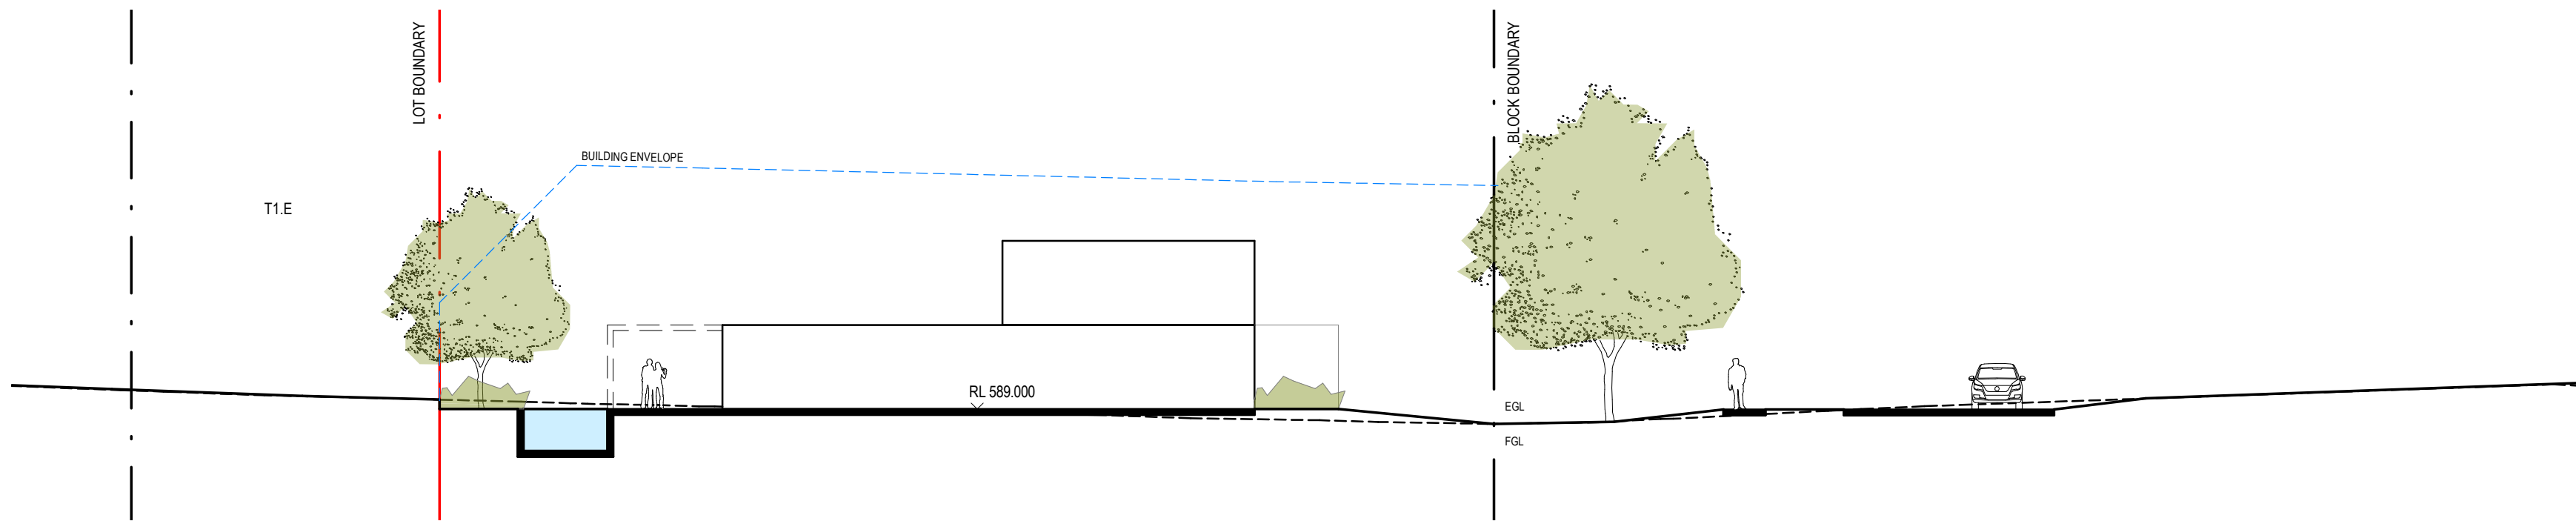 LOT BOUNDARY
BLOCK BOUNDARY
BUILDING ENVELOPE
T1.E
RL 589.000
EGL
FGL